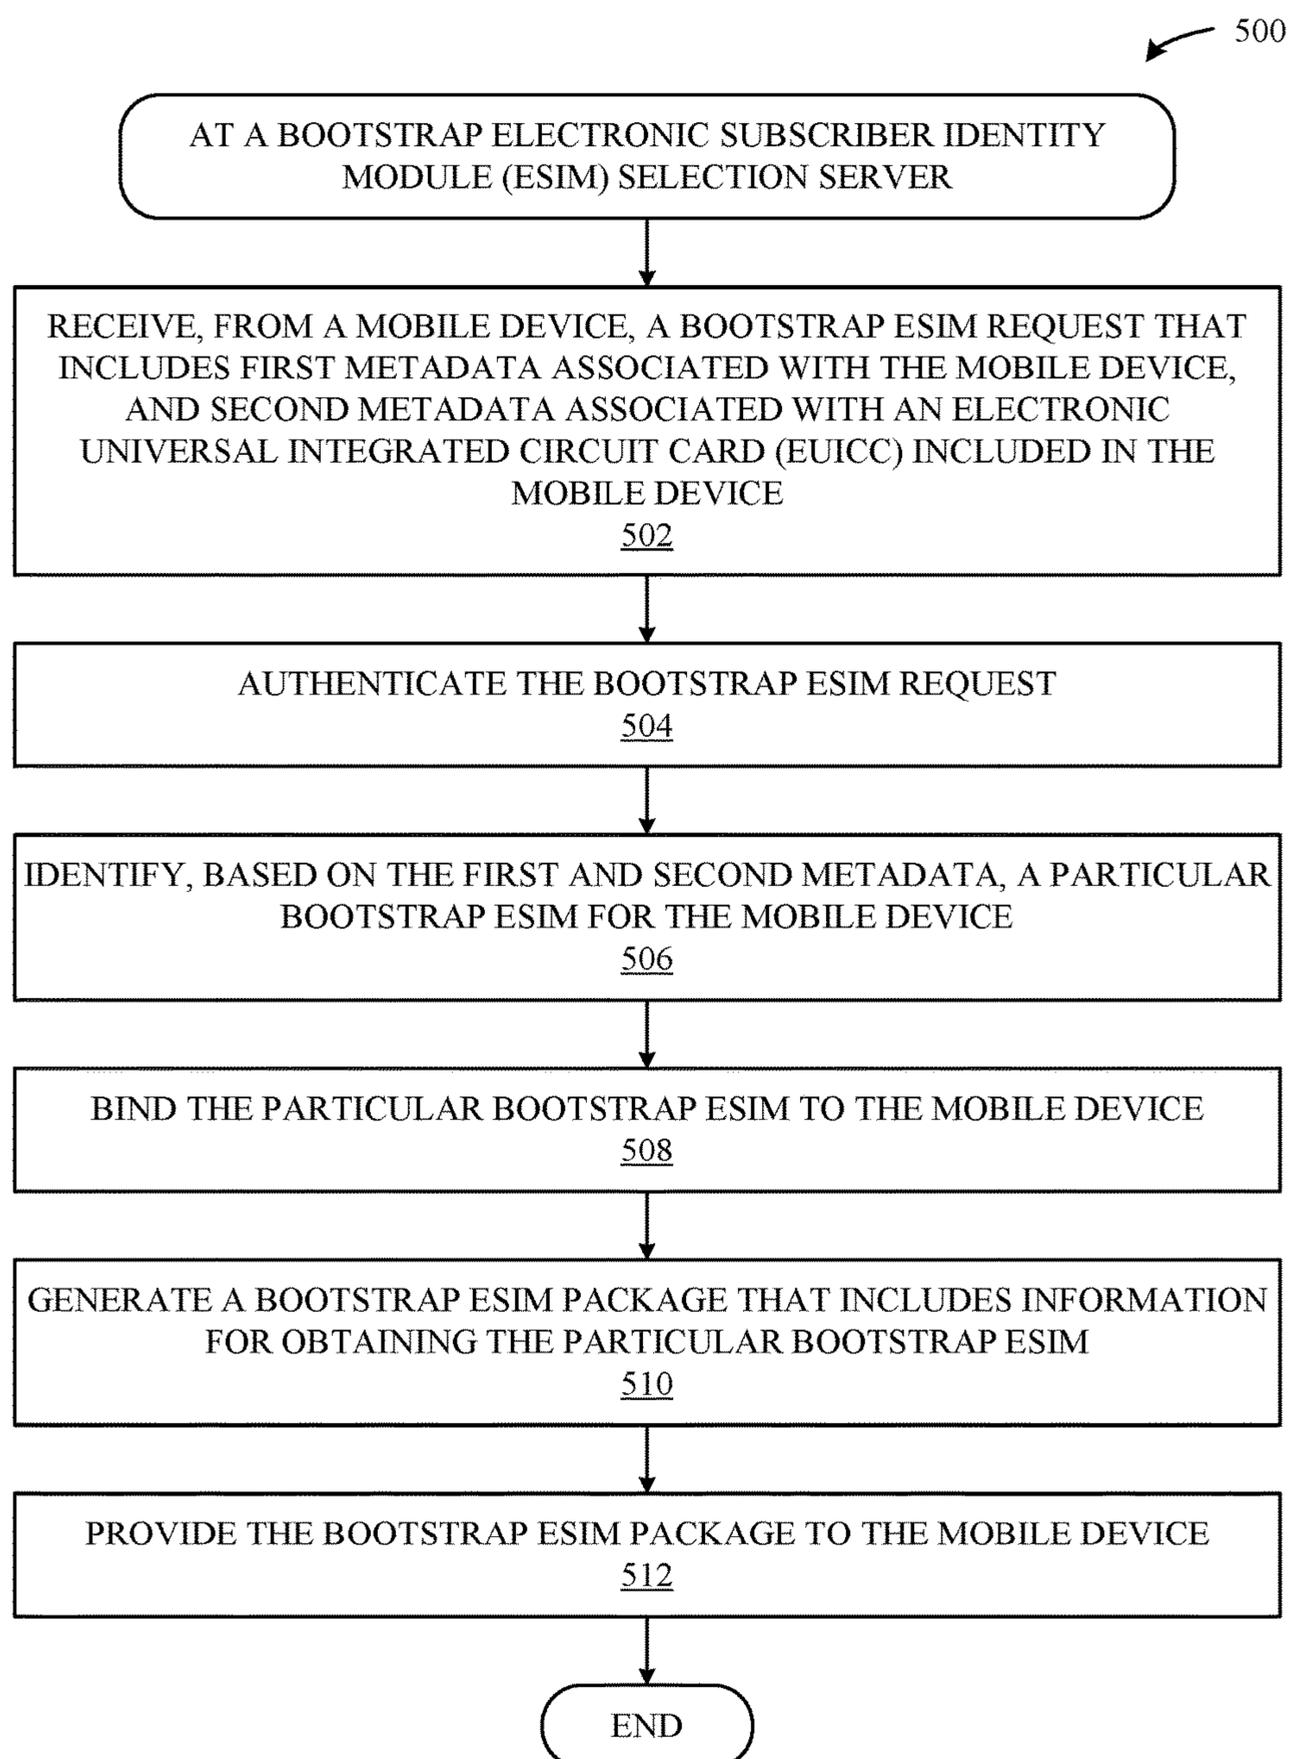 500
AT A BOOTSTRAP ELECTRONIC SUBSCRIBER IDENTITY
MODULE (ESIM) SELECTION SERVER
RECEIVE, FROM A MOBILE DEVICE, A BOOTSTRAP ESIM REQUEST THAT
INCLUDES FIRST METADATA ASSOCIATED WITH THE MOBILE DEVICE,
AND SECOND METADATA ASSOCIATED WITH AN ELECTRONIC
UNIVERSAL INTEGRATED CIRCUIT CARD (EUICC) INCLUDED IN THE
MOBILE DEVICE
502
AUTHENTICATE THE BOOTSTRAP ESIM REQUEST
504
IDENTIFY, BASED ON THE FIRST AND SECOND METADATA, A PARTICULAR
BOOTSTRAP ESIM FOR THE MOBILE DEVICE
506
BIND THE PARTICULAR BOOTSTRAP ESIM TO THE MOBILE DEVICE
508
GENERATE A BOOTSTRAP ESIM PACKAGE THAT INCLUDES INFORMATION
FOR OBTAINING THE PARTICULAR BOOTSTRAP ESIM
510
PROVIDE THE BOOTSTRAP ESIM PACKAGE TO THE MOBILE DEVICE
512
END